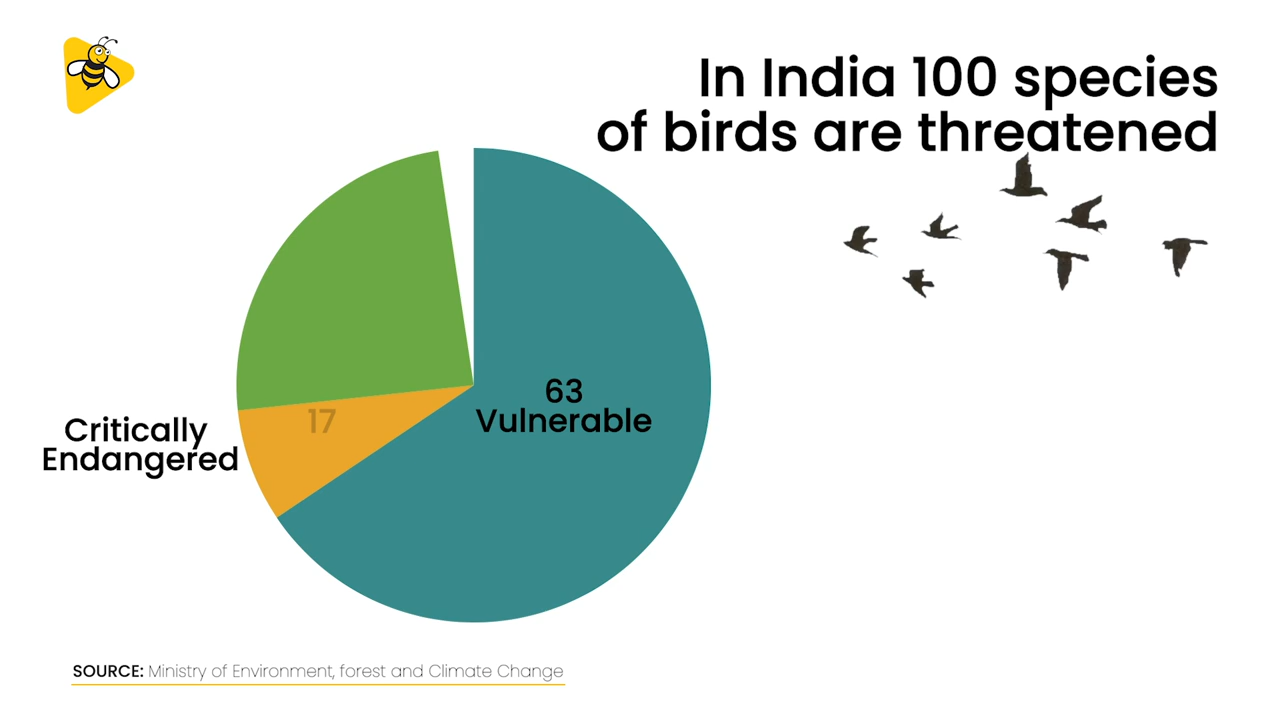 In India 100 species
of birds are threatened
63
Vulnerable
17
Critically
Endangered
SOURCE: Ministry of Environment, forest and Climate Change